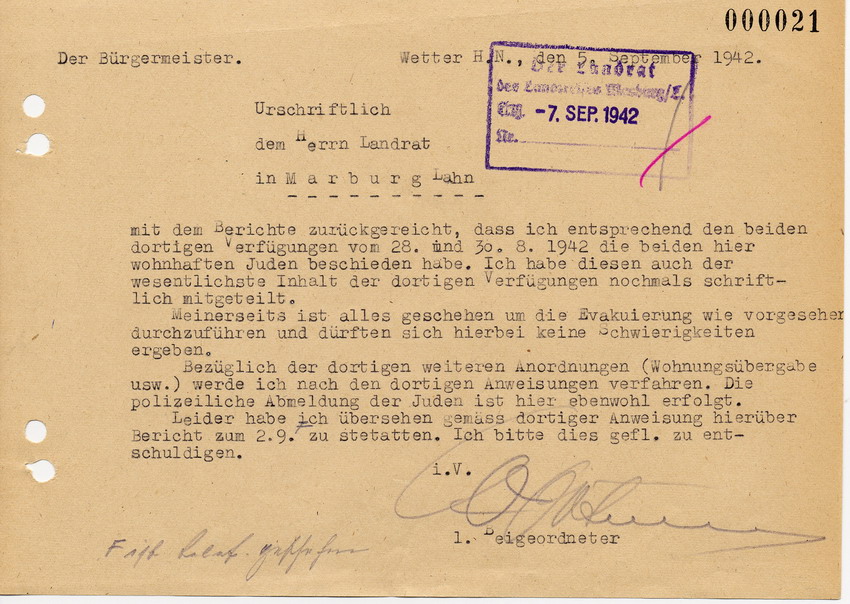 000021
Der Bürgermeister. Wetter H.N., den 5. September 1942.
Der Landrat
des Landkreises Marburg/L.
Eing. -7. SEP. 1942
Nr.
Urschriftlich
dem Herrn Landrat
in Marburg Lahn
mit dem Berichte zurückgereicht, dass ich entsprechend den beiden
dortigen Verfügungen vom 28. und 30. 8. 1942 die beiden hier
wohnhaften Juden beschieden habe. Ich habe diesen auch der
wesentlichste Inhalt der dortigen Verfügungen nochmals schrift-
lich mitgeteilt.
Meinerseits ist alles geschehen um die Evakuierung wie vorgesehen
durchzuführen und dürften sich hierbei keine Schwierigkeiten
ergeben.
Bezüglich der dortigen weiteren Anordnungen (Wohnungsübergabe
usw.) werde ich nach den dortigen Anweisungen verfahren. Die
polizeiliche Abmeldung der Juden ist hier ebenwohl erfolgt.
Leider habe ich übersehen gemäss dortiger Anweisung hierüber
Bericht zum 2.9. zu stetatten. Ich bitte dies gefl. zu ent-
schuldigen.
i.V.
1. Beigeordneter